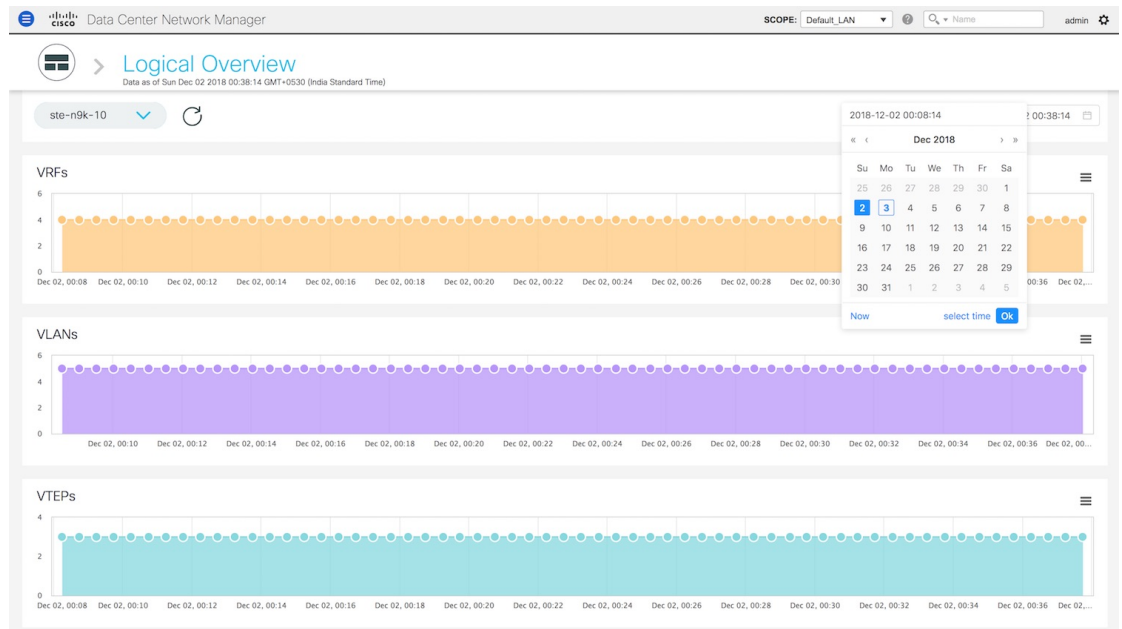 cisco Data Center Network Manager SCOPE: Default_LAN Name admin
Logical Overview
Data as of Sun Dec 02 2018 00:38:14 GMT+0530 (India Standard Time)
ste-n9k-10 2018-12-02 00:08:14 2 00:38:14
« ‹ Dec 2018 › »
Su Mo Tu We Th Fr Sa
25 26 27 28 29 30 1
2 3 4 5 6 7 8
9 10 11 12 13 14 15
16 17 18 19 20 21 22
23 24 25 26 27 28 29
30 31 1 2 3 4 5
Now select time Ok
VRFs
6
4
2
0
Dec 02, 00:08 Dec 02, 00:10 Dec 02, 00:12 Dec 02, 00:14 Dec 02, 00:16 Dec 02, 00:18 Dec 02, 00:20 Dec 02, 00:22 Dec 02, 00:24 Dec 02, 00:26 Dec 02, 00:28 Dec 02, 00:30 00:36 Dec 02,...
VLANs
6
4
2
0
Dec 02, 00:10 Dec 02, 00:12 Dec 02, 00:14 Dec 02, 00:16 Dec 02, 00:18 Dec 02, 00:20 Dec 02, 00:22 Dec 02, 00:24 Dec 02, 00:26 Dec 02, 00:28 Dec 02, 00:30 Dec 02, 00:32 Dec 02, 00:34 Dec 02, 00:36 Dec 02, 00...
VTEPs
4
2
0
Dec 02, 00:08 Dec 02, 00:10 Dec 02, 00:12 Dec 02, 00:14 Dec 02, 00:16 Dec 02, 00:18 Dec 02, 00:20 Dec 02, 00:22 Dec 02, 00:24 Dec 02, 00:26 Dec 02, 00:28 Dec 02, 00:30 Dec 02, 00:32 Dec 02, 00:34 Dec 02, 00:36 Dec 02,...